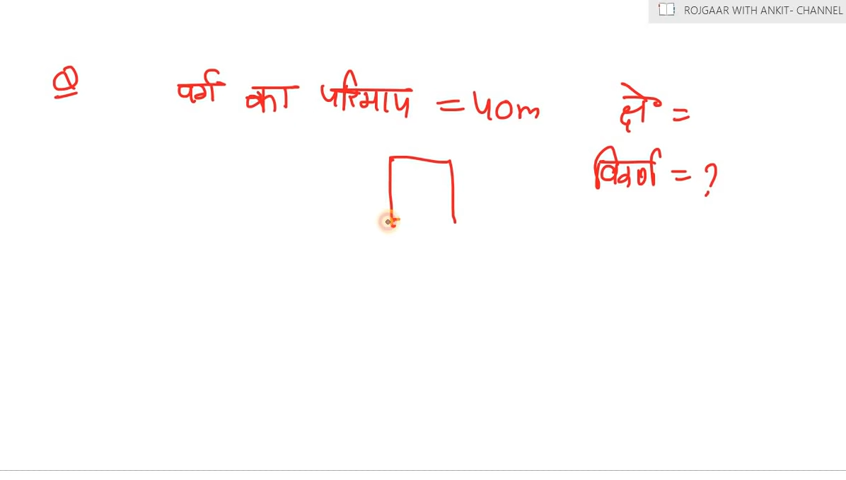 ROJGAAR WITH ANKIT- CHANNEL
Q वर्ग का परिमाप = 40m क्षे =
विकर्ण = ?